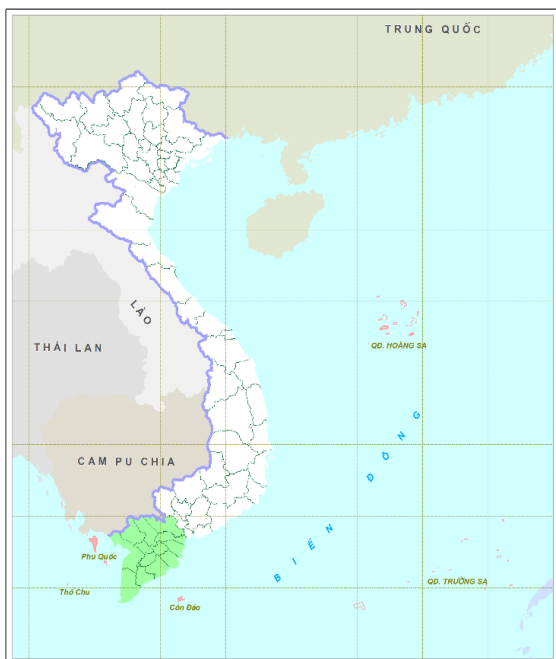 TRUNG QUỐC
LÀO
QĐ. HOÀNG SA
THÁI LAN
CAM PU CHIA
BIỂN ĐÔNG
Phú Quốc
QĐ. TRƯỜNG SA
Thổ Chu
Côn Đảo